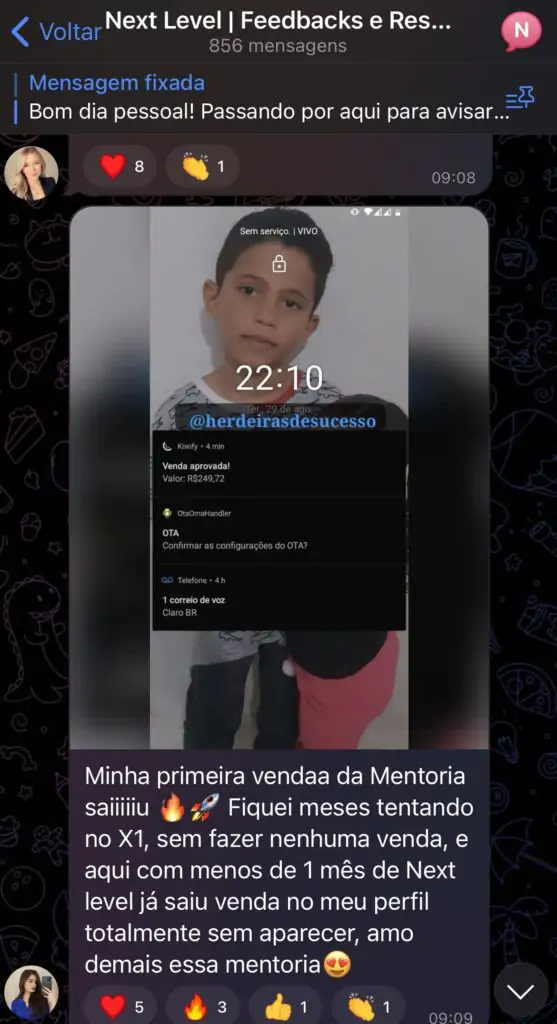 Voltar
Next Level | Feedbacks e Res...
856 mensagens
N
Mensagem fixada
Bom dia pessoal! Passando por aqui para avisar...
❤️ 8 👏 1
09:08
Sem serviço. | VIVO
22:10
Ter, 29 de ago.
@herdeirasdesucesso
Kiwify • 4 min
Venda aprovada!
Valor: R$249,72
OtaOmaHandler
OTA
Confirmar as configurações do OTA?
Telefone • 4 h
1 correio de voz
Claro BR
Minha primeira vendaa da Mentoria
saiiiiiu 🔥🚀 Fiquei meses tentando
no X1, sem fazer nenhuma venda, e
aqui com menos de 1 mês de Next
level já saiu venda no meu perfil
totalmente sem aparecer, amo
demais essa mentoria😍
❤️ 5 🔥 3 👍 1 👏 1
09:09